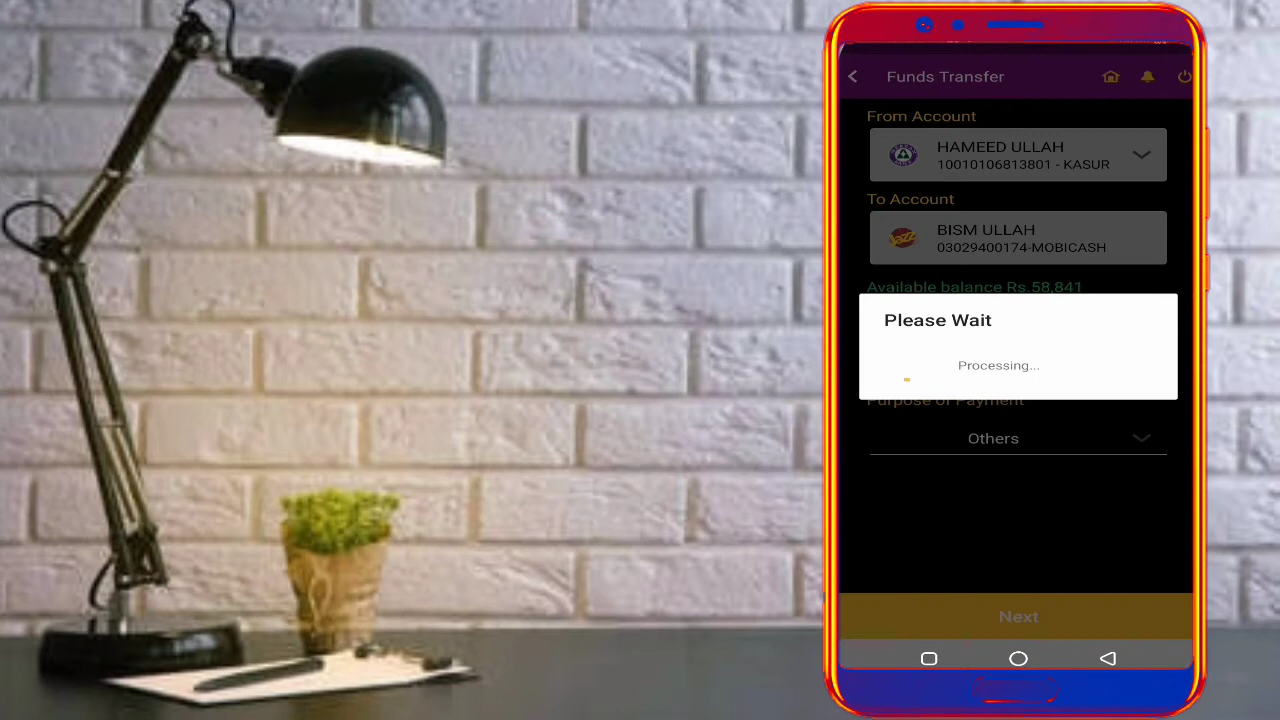 Funds Transfer
From Account
HAMEED ULLAH
10010106813801 - KASUR
To Account
Jazz
BISM ULLAH
03029400174-MOBICASH
Available balance Rs.58,841
Please Wait
Processing...
Purpose of Payment
Others
Next